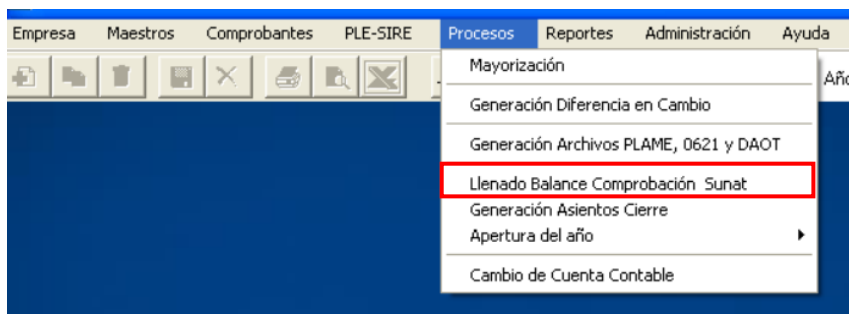 Empresa Maestros Comprobantes PLE-SIRE Procesos Reportes Administración Ayuda
Mayorización
Generación Diferencia en Cambio
Generación Archivos PLAME, 0621 y DAOT
Llenado Balance Comprobación Sunat
Generación Asientos Cierre
Apertura del año
Cambio de Cuenta Contable